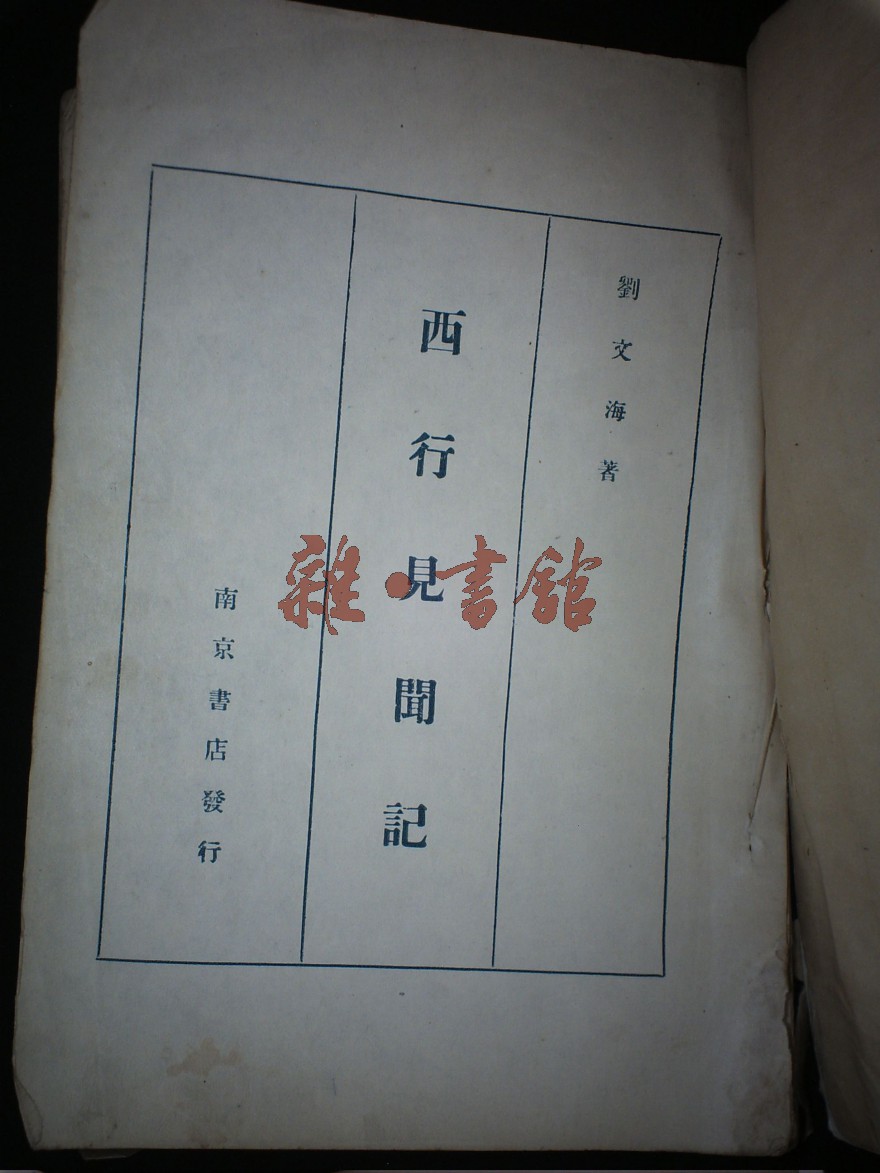 劉文海著
西行見聞記
南京書店發行
雜•書館